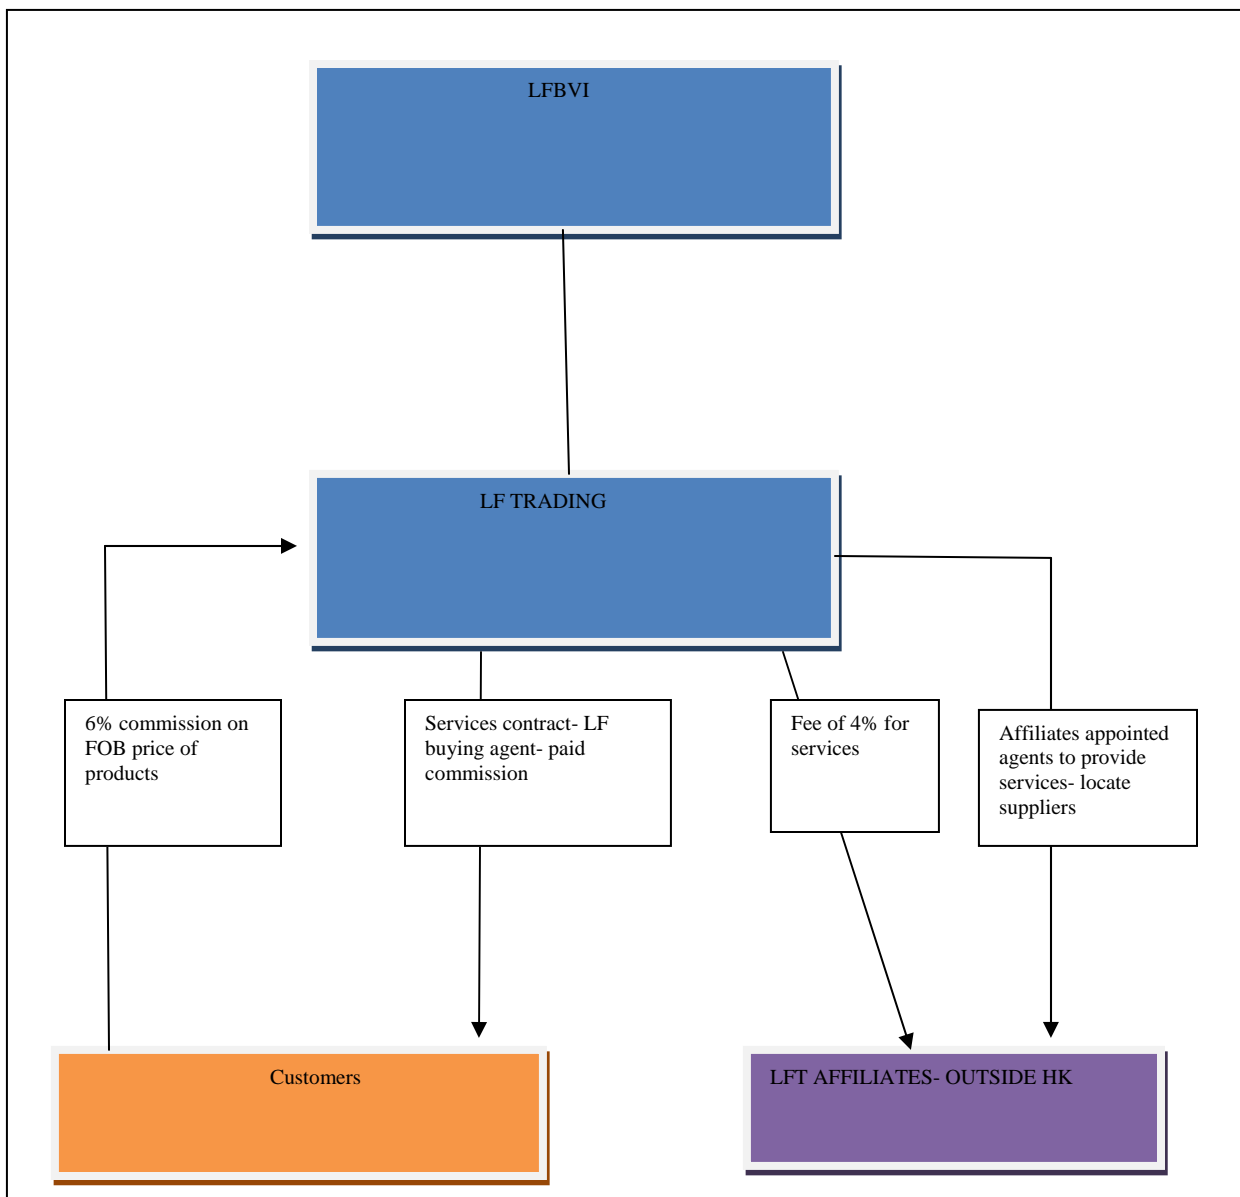 LFBVI
LF TRADING
6% commission on
FOB price of
products
Services contract- LF
buying agent- paid
commission
Fee of 4% for
services
Affiliates appointed
agents to provide
services- locate
suppliers
Customers
LFT AFFILIATES- OUTSIDE HK